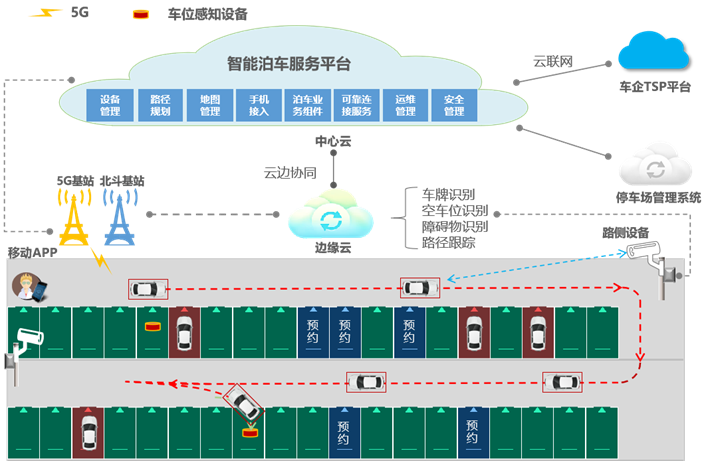 5G
车位感知设备
智能泊车服务平台
云联网
车企TSP平台
设备
管理
路径
规划
地图
管理
手机
接入
泊车业
务组件
可靠连
接服务
运维
管理
安全
管理
中心云
云边协同
5G基站
北斗基站
车牌识别
空车位识别
障碍物识别
路径跟踪
停车场管理系统
边缘云
路侧设备
移动APP
预约
预约
预约
预约
预约